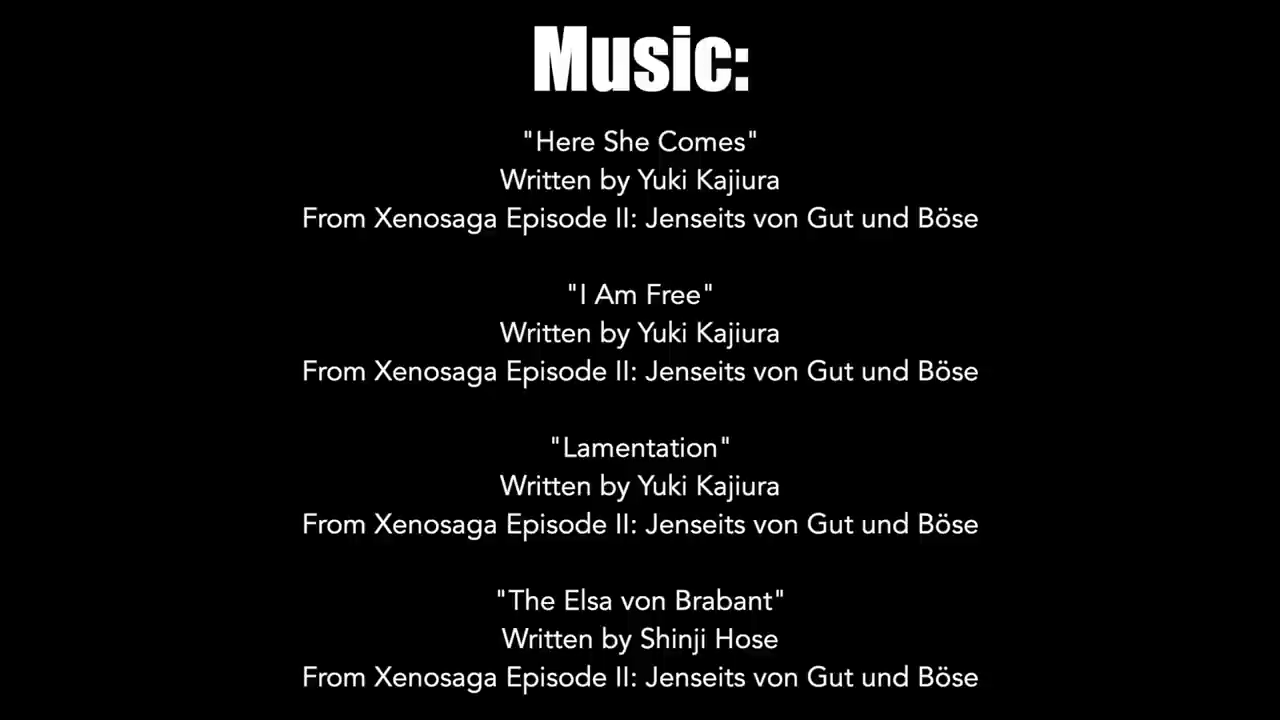 Music:
"Here She Comes"
Written by Yuki Kajiura
From Xenosaga Episode II: Jenseits von Gut und Böse
"I Am Free"
Written by Yuki Kajiura
From Xenosaga Episode II: Jenseits von Gut und Böse
"Lamentation"
Written by Yuki Kajiura
From Xenosaga Episode II: Jenseits von Gut und Böse
"The Elsa von Brabant"
Written by Shinji Hose
From Xenosaga Episode II: Jenseits von Gut und Böse